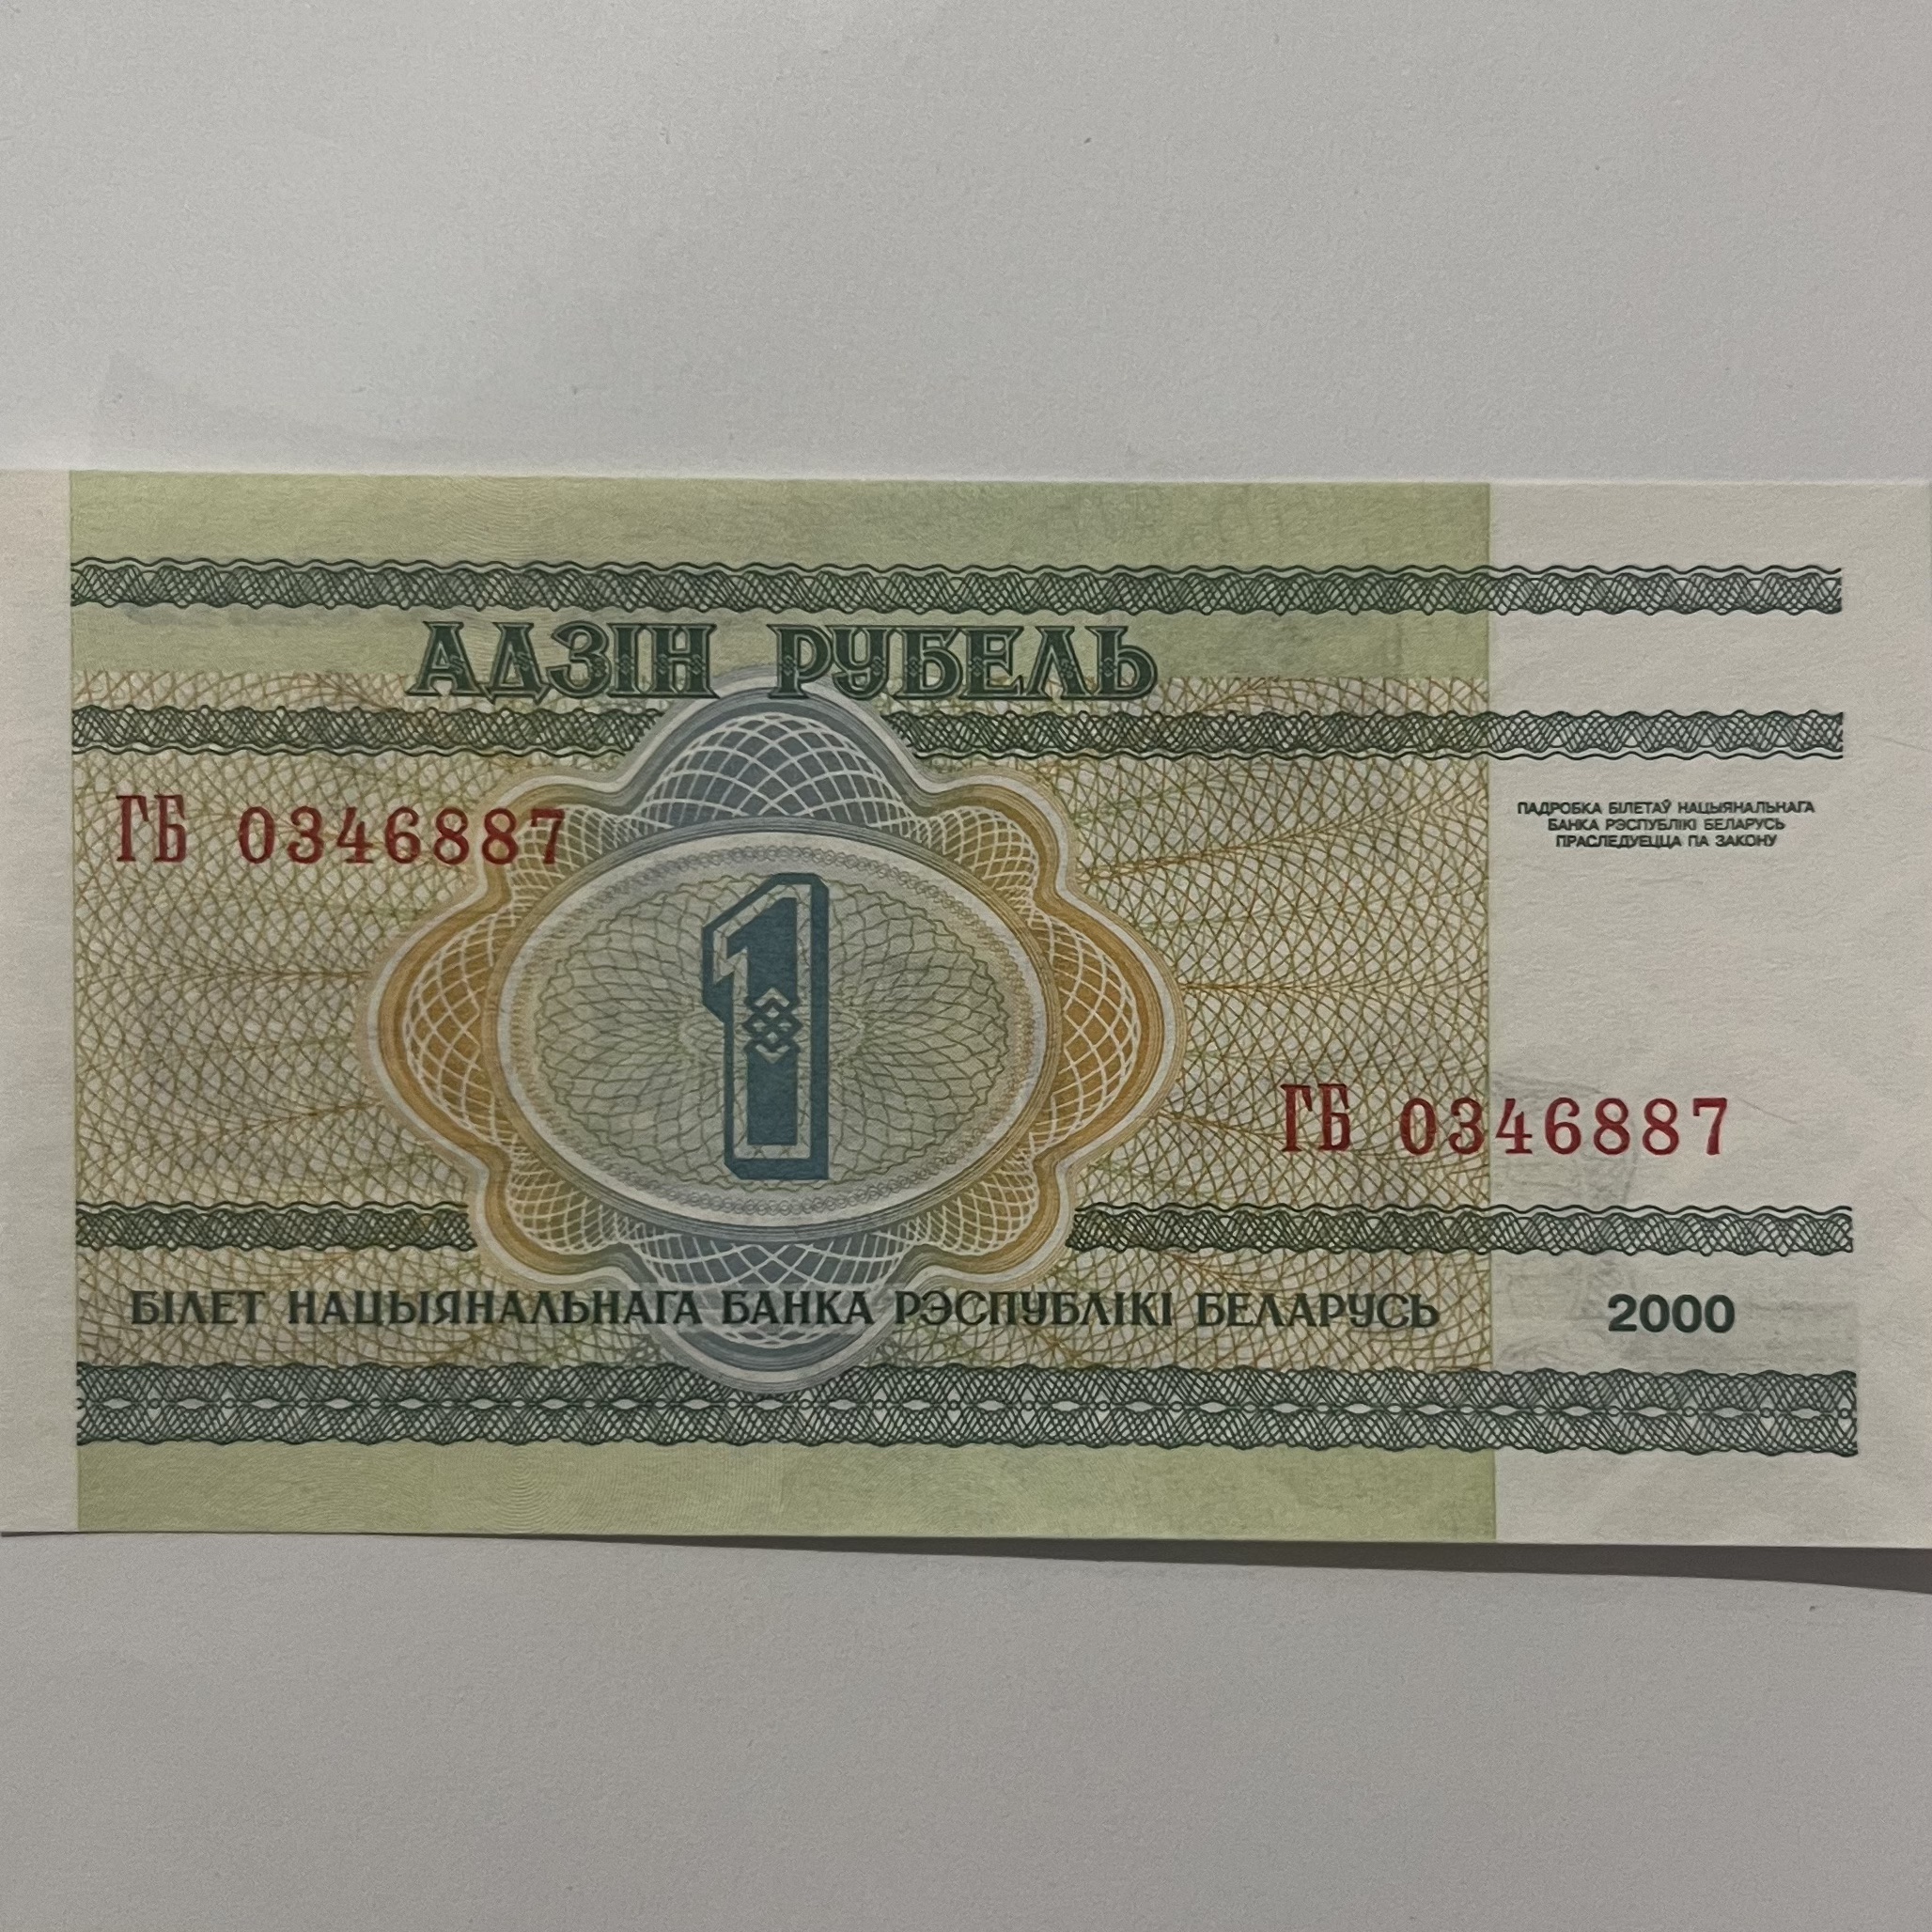 АДЗІН РУБЕЛЬ
ГБ 0346887
ПАДРОБКА БІЛЕТАЎ НАЦЫЯНАЛЬНАГА
БАНКА РЭСПУБЛІКІ БЕЛАРУСЬ
ПРАСЛЕДУЕЦЦА ПА ЗАКОНУ
1
ГБ 0346887
БІЛЕТ НАЦЫЯНАЛЬНАГА БАНКА РЭСПУБЛІКІ БЕЛАРУСЬ 2000